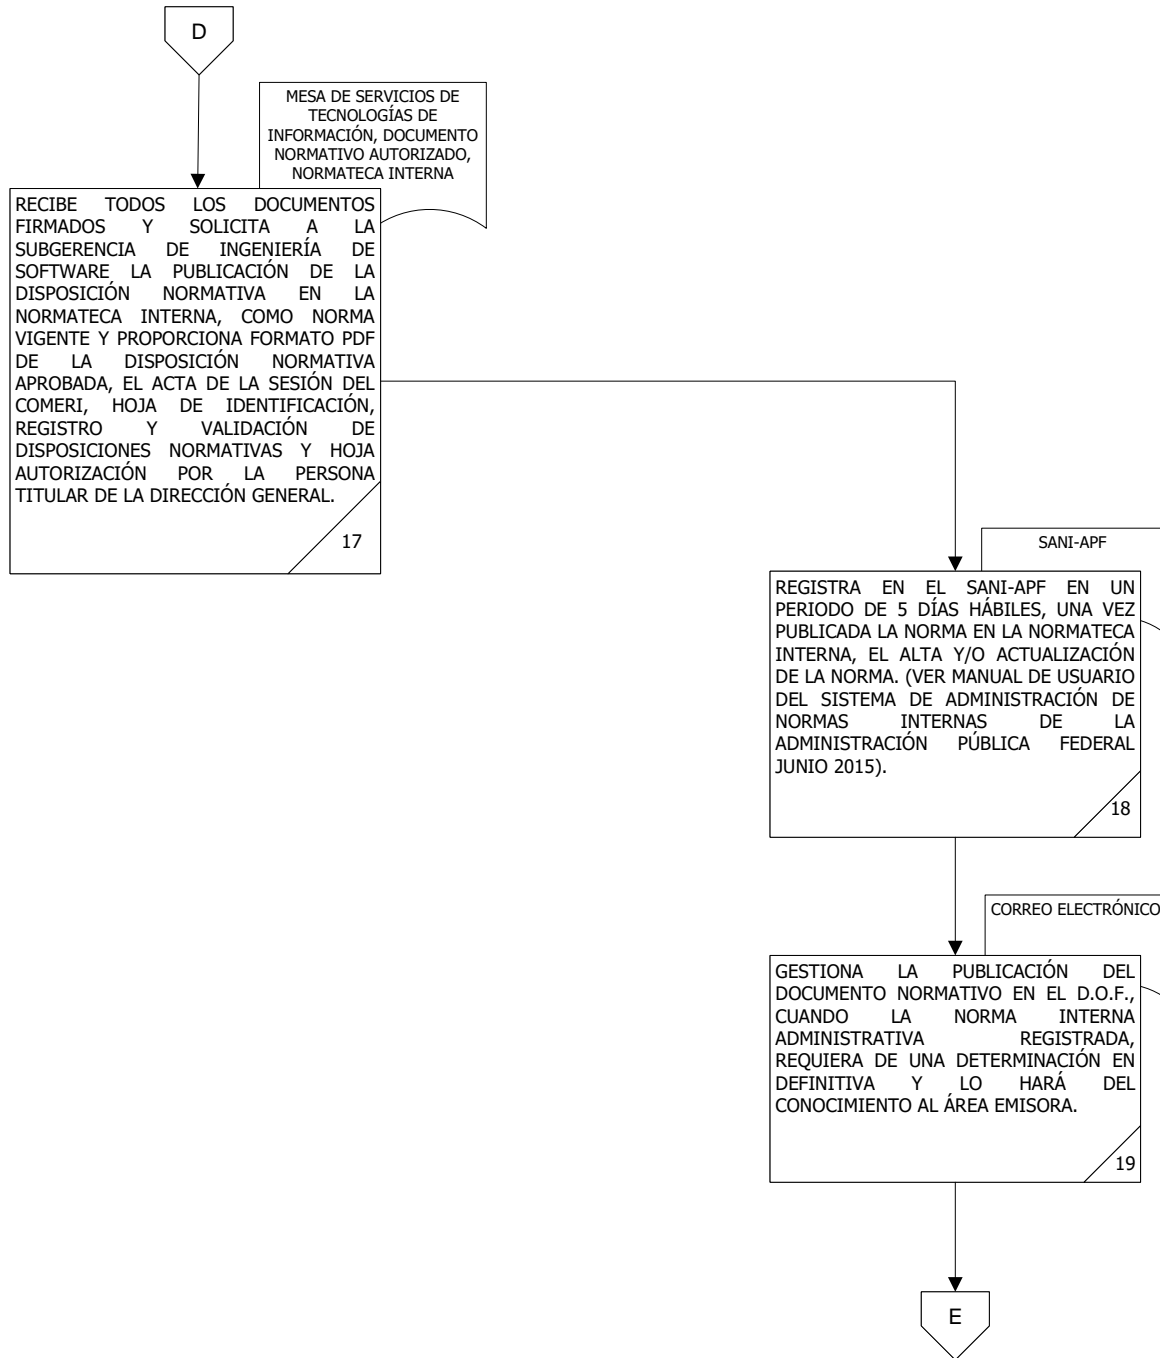 D
MESA DE SERVICIOS DE
TECNOLOGÍAS DE
INFORMACIÓN, DOCUMENTO
NORMATIVO AUTORIZADO,
NORMATECA INTERNA
RECIBE TODOS LOS DOCUMENTOS
FIRMADOS Y SOLICITA A LA
SUBGERENCIA DE INGENIERÍA DE
SOFTWARE LA PUBLICACIÓN DE LA
DISPOSICIÓN NORMATIVA EN LA
NORMATECA INTERNA, COMO NORMA
VIGENTE Y PROPORCIONA FORMATO PDF
DE LA DISPOSICIÓN NORMATIVA
APROBADA, EL ACTA DE LA SESIÓN DEL
COMERI, HOJA DE IDENTIFICACIÓN,
REGISTRO Y VALIDACIÓN DE
DISPOSICIONES NORMATIVAS Y HOJA
AUTORIZACIÓN POR LA PERSONA
TITULAR DE LA DIRECCIÓN GENERAL.
17
SANI-APF
REGISTRA EN EL SANI-APF EN UN
PERIODO DE 5 DÍAS HÁBILES, UNA VEZ
PUBLICADA LA NORMA EN LA NORMATECA
INTERNA, EL ALTA Y/O ACTUALIZACIÓN
DE LA NORMA. (VER MANUAL DE USUARIO
DEL SISTEMA DE ADMINISTRACIÓN DE
NORMAS INTERNAS DE LA
ADMINISTRACIÓN PÚBLICA FEDERAL
JUNIO 2015).
18
CORREO ELECTRÓNICO
GESTIONA LA PUBLICACIÓN DEL
DOCUMENTO NORMATIVO EN EL D.O.F.,
CUANDO LA NORMA INTERNA
ADMINISTRATIVA REGISTRADA,
REQUIERA DE UNA DETERMINACIÓN EN
DEFINITIVA Y LO HARÁ DEL
CONOCIMIENTO AL ÁREA EMISORA.
19
E